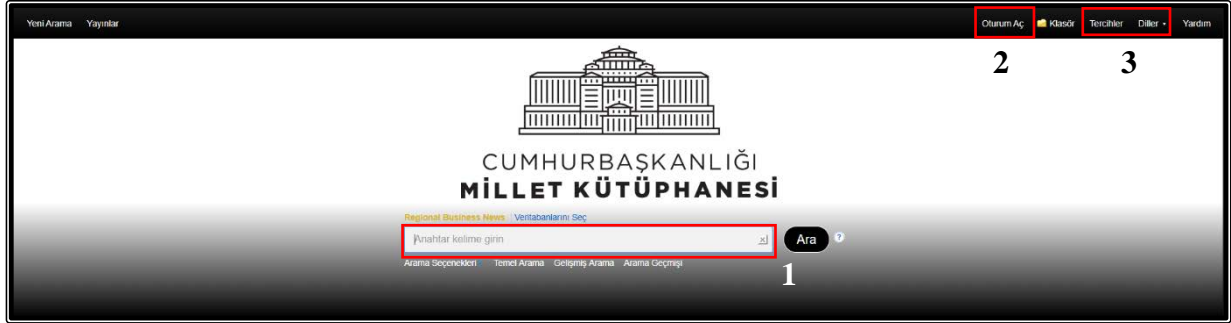 Yeni Arama Yayınlar Oturum Aç Klasör Tercihler Diller Yardım
2 3
CUMHURBAŞKANLIĞI
MİLLET KÜTÜPHANESİ
Regional Business News Veritabanlarını Seç
Anahtar kelime girin Ara ?
Arama Seçenekleri Temel Arama Gelişmiş Arama Arama Geçmişi
1